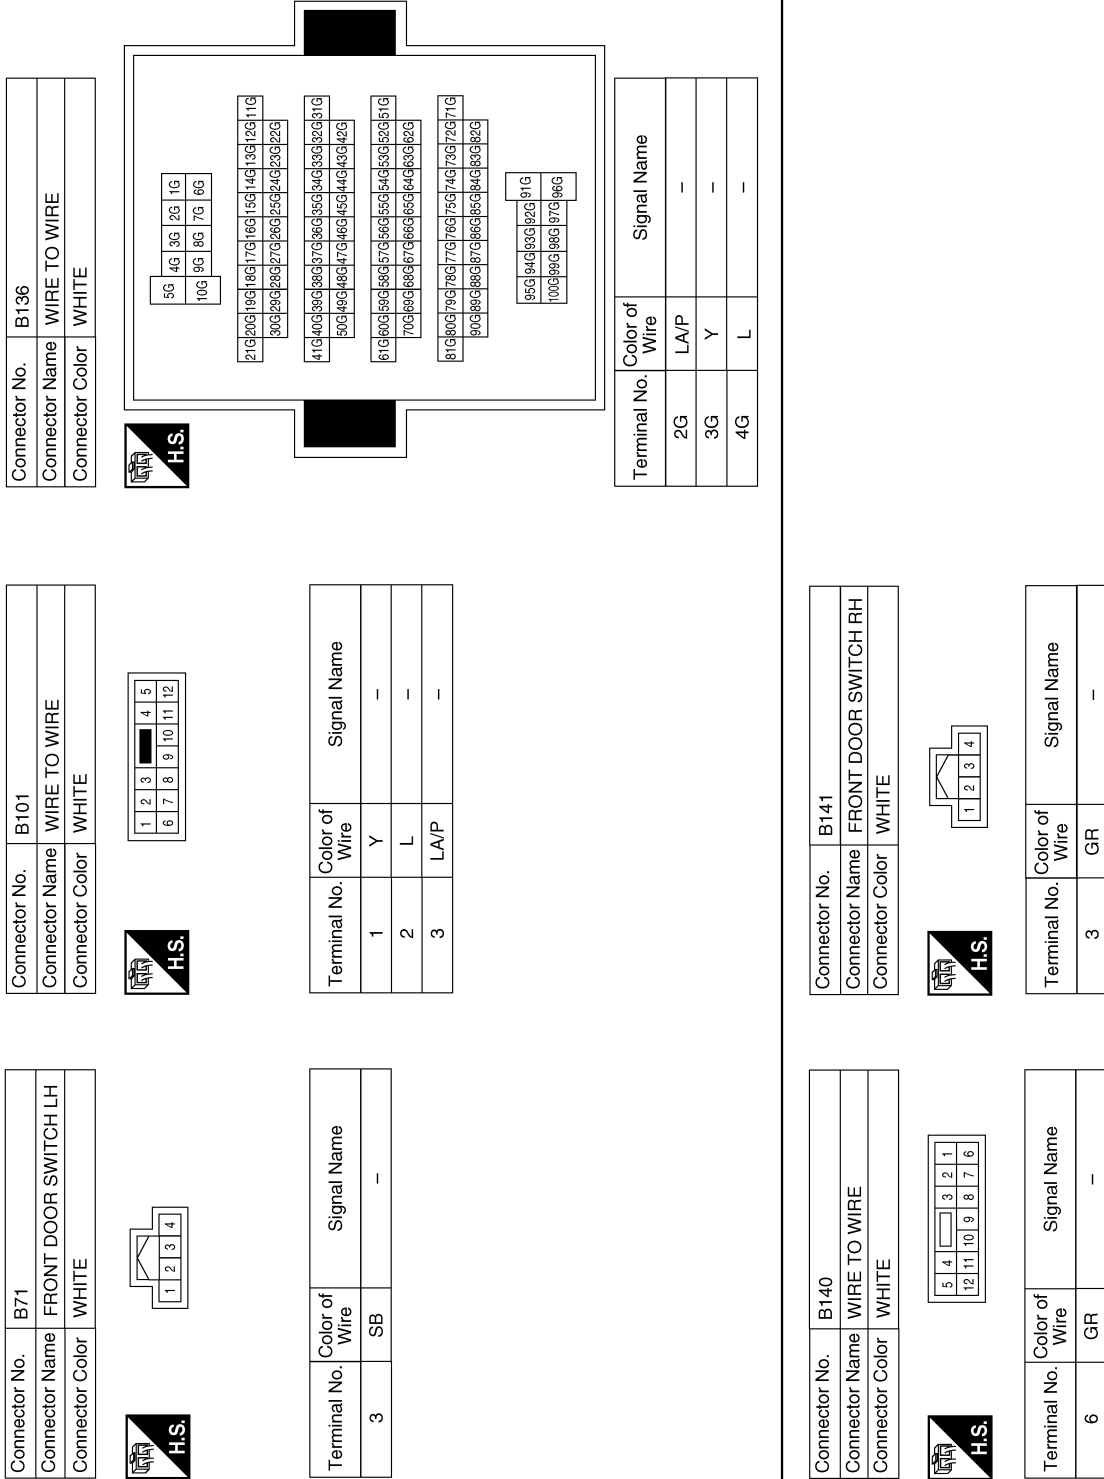 Connector No. B71
Connector Name FRONT DOOR SWITCH LH
Connector Color WHITE
H.S.
1 2 3 4
Terminal No. Color of Wire Signal Name
3 SB –
Connector No. B101
Connector Name WIRE TO WIRE
Connector Color WHITE
H.S.
1 2 3 4 5
6 7 8 9 10 11 12
Terminal No. Color of Wire Signal Name
1 Y –
2 L –
3 LA/P –
Connector No. B136
Connector Name WIRE TO WIRE
Connector Color WHITE
H.S.
5G 4G 3G 2G 1G
10G 9G 8G 7G 6G
21G 20G 19G 18G 17G 16G 15G 14G 13G 12G 11G
30G 29G 28G 27G 26G 25G 24G 23G 22G
41G 40G 39G 38G 37G 36G 35G 34G 33G 32G 31G
50G 49G 48G 47G 46G 45G 44G 43G 42G
61G 60G 59G 58G 57G 56G 55G 54G 53G 52G 51G
70G 69G 68G 67G 66G 65G 64G 63G 62G
81G 80G 79G 78G 77G 76G 75G 74G 73G 72G 71G
90G 89G 88G 87G 86G 85G 84G 83G 82G
95G 94G 93G 92G 91G
100G 99G 98G 97G 96G
Terminal No. Color of Wire Signal Name
2G LA/P –
3G Y –
4G L –
Connector No. B140
Connector Name WIRE TO WIRE
Connector Color WHITE
H.S.
5 4 3 2 1
12 11 10 9 8 7 6
Terminal No. Color of Wire Signal Name
6 GR –
Connector No. B141
Connector Name FRONT DOOR SWITCH RH
Connector Color WHITE
H.S.
1 2 3 4
Terminal No. Color of Wire Signal Name
3 GR –